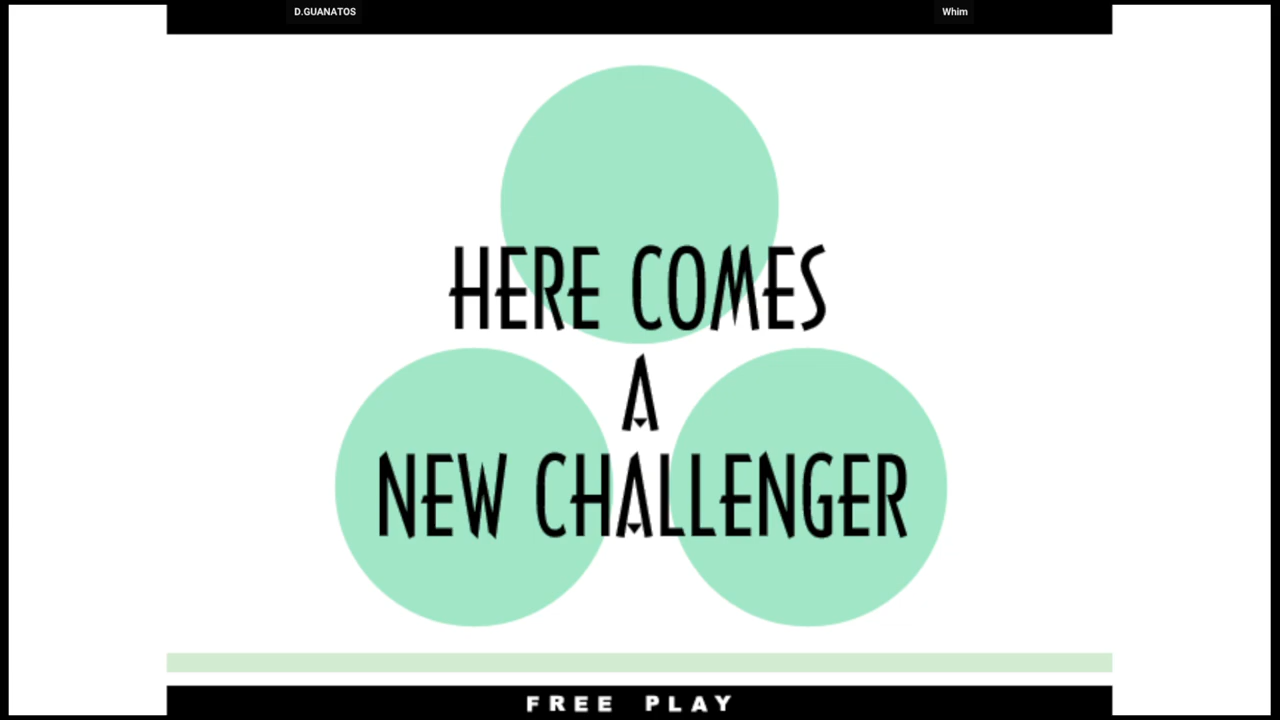 D.GUANATOS
Whim
HERE COMES
A
NEW CHALLENGER
FREE PLAY